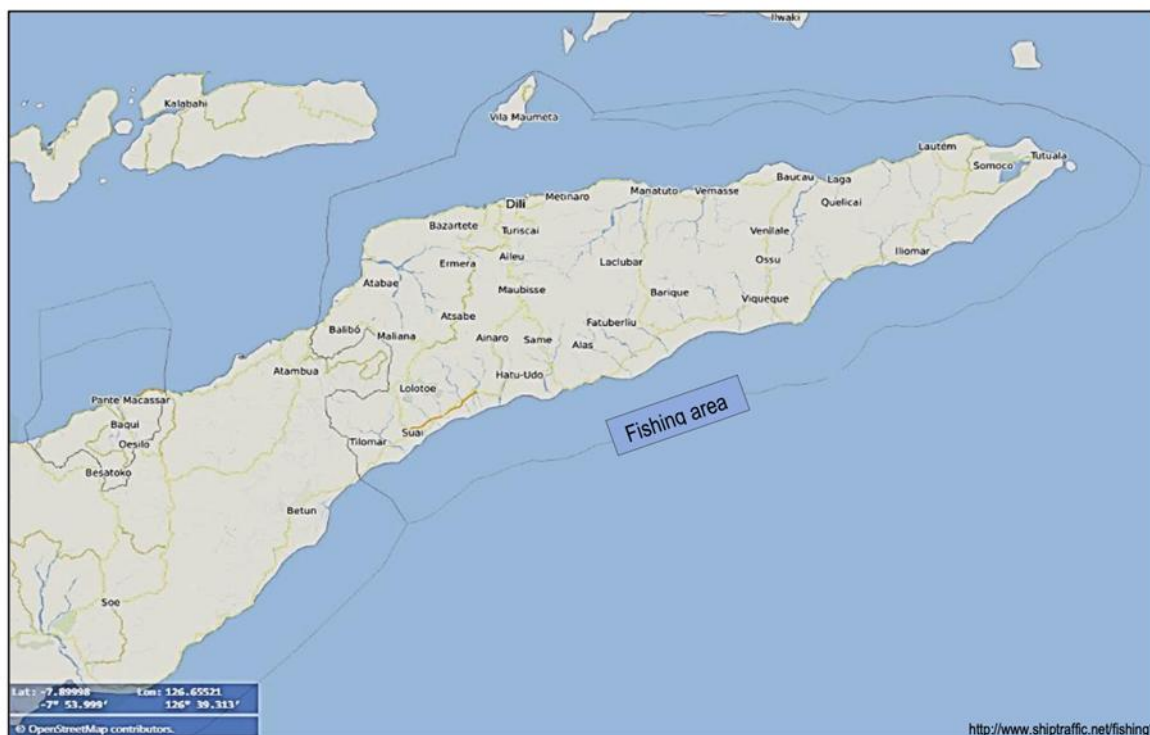 Ilwaki
Kalabahi
Vila Maumeta
Lautém
Tutuala
Somoco
Baucau
Laga
Manatuto
Vemasse
Metinaro
Quelicai
Dili
Bazartete
Turiscai
Venilale
Iliomar
Aileu
Ermera
Laclubar
Ossu
Atabae
Maubisse
Barique
Viqueque
Atsabe
Fatuberliu
Balibó
Maliana
Ainaro
Same
Alas
Atambua
Hatu-Udo
Lolotoe
Pante Macassar
Fishing area
Baqui
Suai
Tilomar
Oesilo
Besatoko
Betun
Soe
Lat: -7.89998 Lon: 126.65521
-7° 53.999' 126° 39.313'
© OpenStreetMap contributors.
http://www.shiptraffic.net/fishing